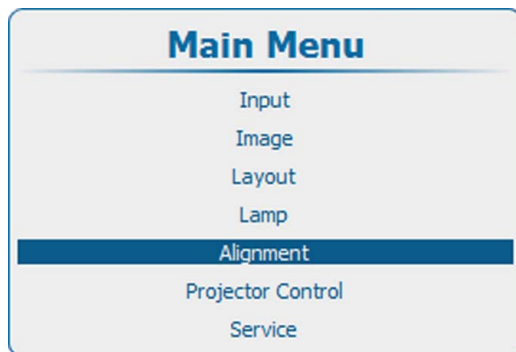 Main Menu
Input
Image
Layout
Lamp
Alignment
Projector Control
Service